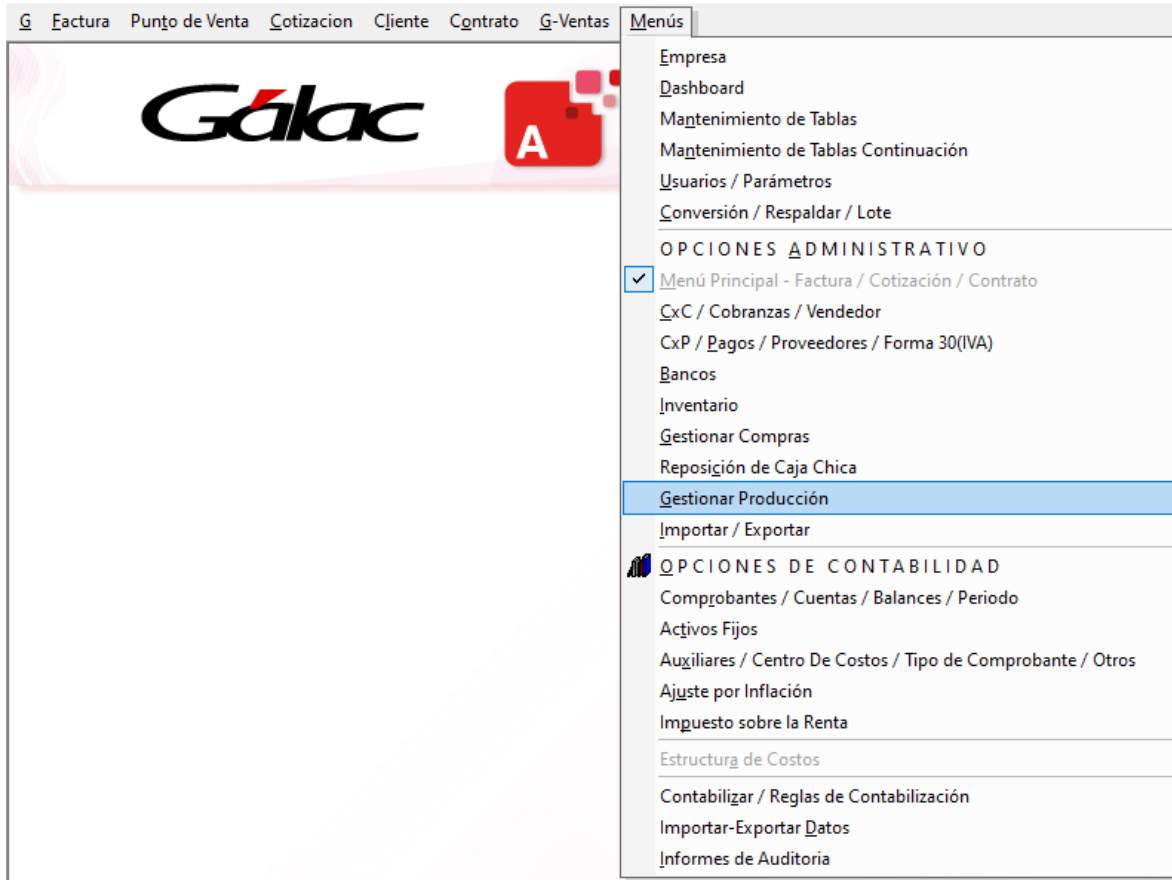 G Factura Punto de Venta Cotizacion Cliente Contrato G-Ventas Menús
Gálac
A
Empresa
Dashboard
Mantenimiento de Tablas
Mantenimiento de Tablas Continuación
Usuarios / Parámetros
Conversión / Respaldar / Lote
OPCIONES ADMINISTRATIVO
Menú Principal - Factura / Cotización / Contrato
CxC / Cobranzas / Vendedor
CxP / Pagos / Proveedores / Forma 30(IVA)
Bancos
Inventario
Gestionar Compras
Reposición de Caja Chica
Gestionar Producción
Importar / Exportar
OPCIONES DE CONTABILIDAD
Comprobantes / Cuentas / Balances / Periodo
Activos Fijos
Auxiliares / Centro De Costos / Tipo de Comprobante / Otros
Ajuste por Inflación
Impuesto sobre la Renta
Estructura de Costos
Contabilizar / Reglas de Contabilización
Importar-Exportar Datos
Informes de Auditoria